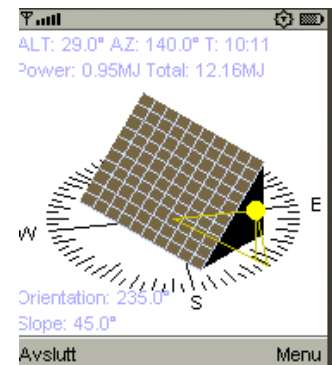 ALT: 29.0° AZ: 140.0° T: 10:11
Power: 0.95MJ Total: 12.16MJ
E
W
S
Orientation: 235.0°
Slope: 45.0°
Avslutt Menu